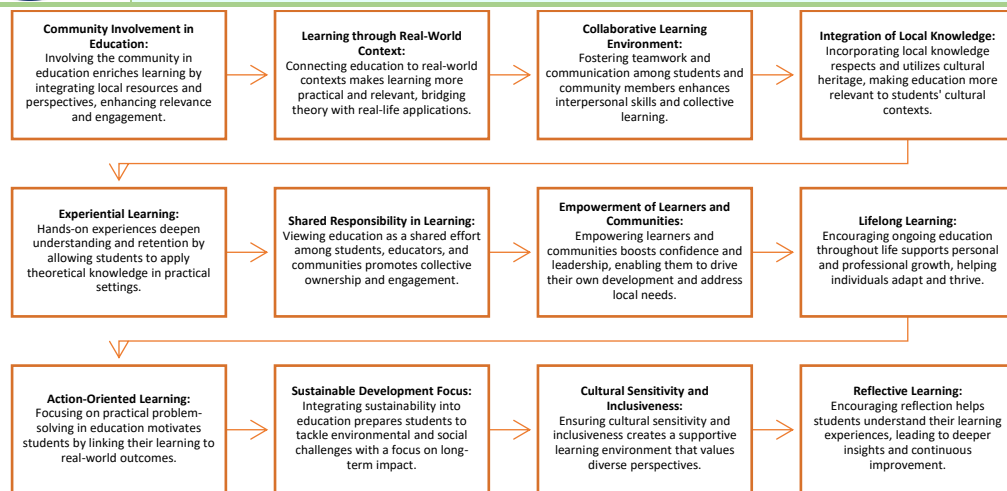 Community Involvement in
Education:
Involving the community in
education enriches learning by
integrating local resources and
perspectives, enhancing relevance
and engagement.
Learning through Real-World
Context:
Connecting education to real-world
contexts makes learning more
practical and relevant, bridging
theory with real-life applications.
Collaborative Learning
Environment:
Fostering teamwork and
communication among students and
community members enhances
interpersonal skills and collective
learning.
Integration of Local Knowledge:
Incorporating local knowledge
respects and utilizes cultural
heritage, making education more
relevant to students' cultural
contexts.
Experiential Learning:
Hands-on experiences deepen
understanding and retention by
allowing students to apply
theoretical knowledge in practical
settings.
Shared Responsibility in Learning:
Viewing education as a shared effort
among students, educators, and
communities promotes collective
ownership and engagement.
Empowerment of Learners and
Communities:
Empowering learners and
communities boosts confidence and
leadership, enabling them to drive
their own development and address
local needs.
Lifelong Learning:
Encouraging ongoing education
throughout life supports personal
and professional growth, helping
individuals adapt and thrive.
Action-Oriented Learning:
Focusing on practical problem-
solving in education motivates
students by linking their learning to
real-world outcomes.
Sustainable Development Focus:
Integrating sustainability into
education prepares students to
tackle environmental and social
challenges with a focus on long-
term impact.
Cultural Sensitivity and
Inclusiveness:
Ensuring cultural sensitivity and
inclusiveness creates a supportive
learning environment that values
diverse perspectives.
Reflective Learning:
Encouraging reflection helps
students understand their learning
experiences, leading to deeper
insights and continuous
improvement.